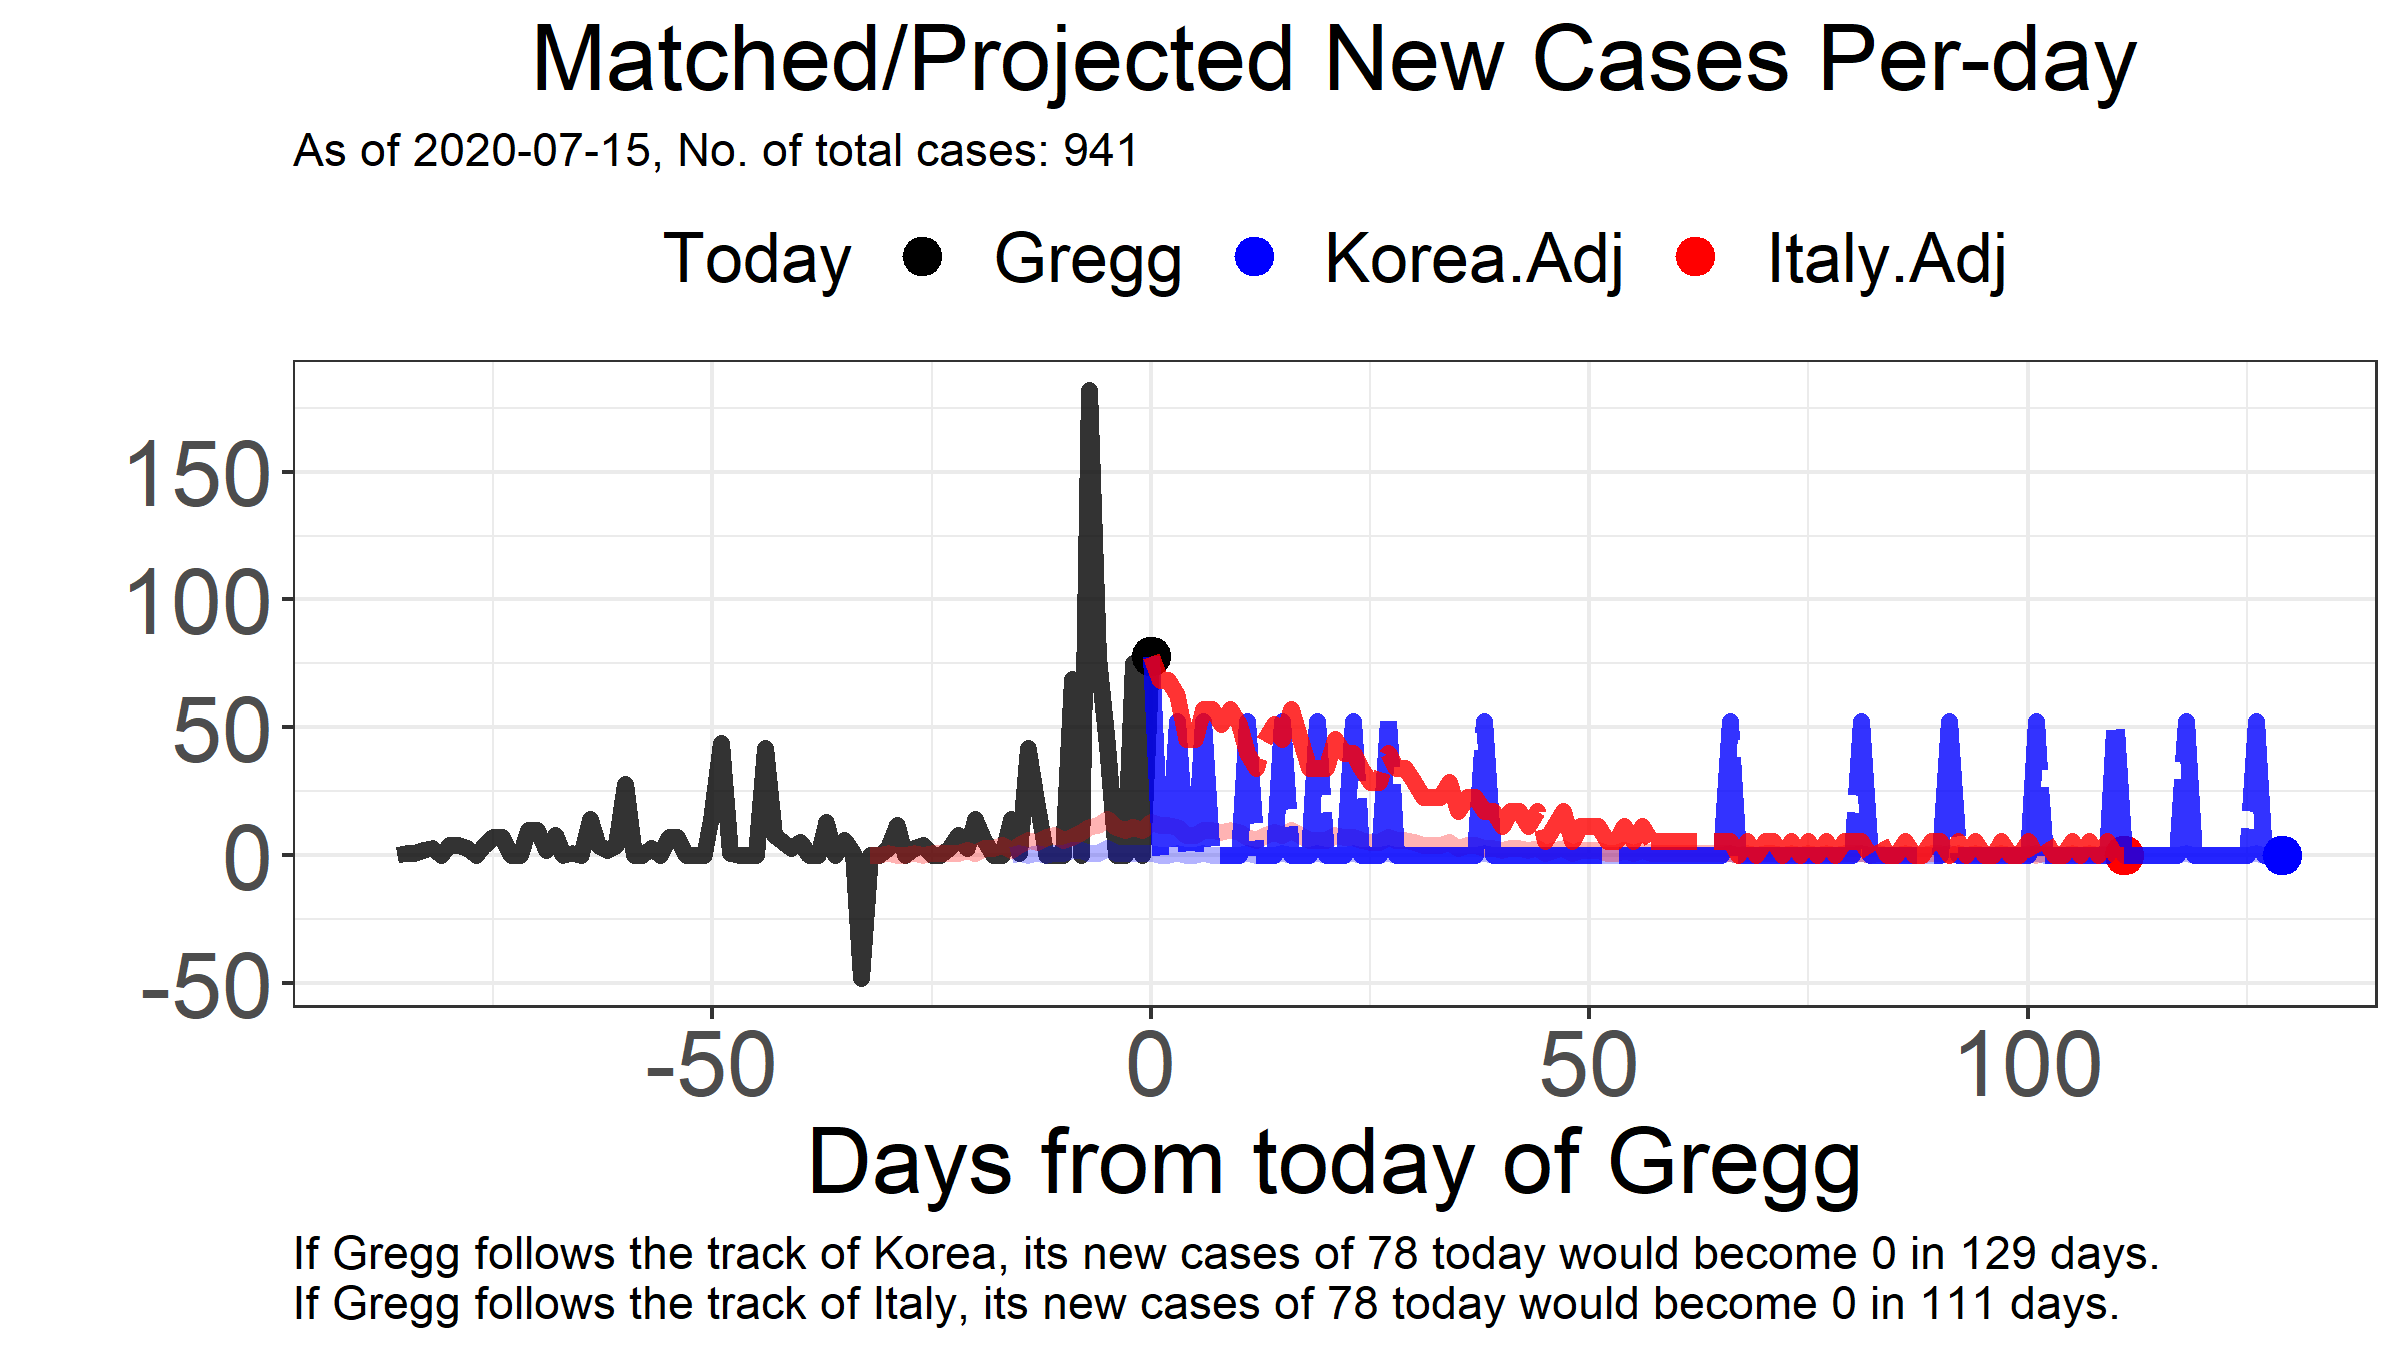 Matched/Projected New Cases Per-day
As of 2020-07-15, No. of total cases: 941
Today Gregg Korea.Adj Italy.Adj
150
100
50
0
-50
-50 0 50 100
Days from today of Gregg
If Gregg follows the track of Korea, its new cases of 78 today would become 0 in 129 days.
If Gregg follows the track of Italy, its new cases of 78 today would become 0 in 111 days.